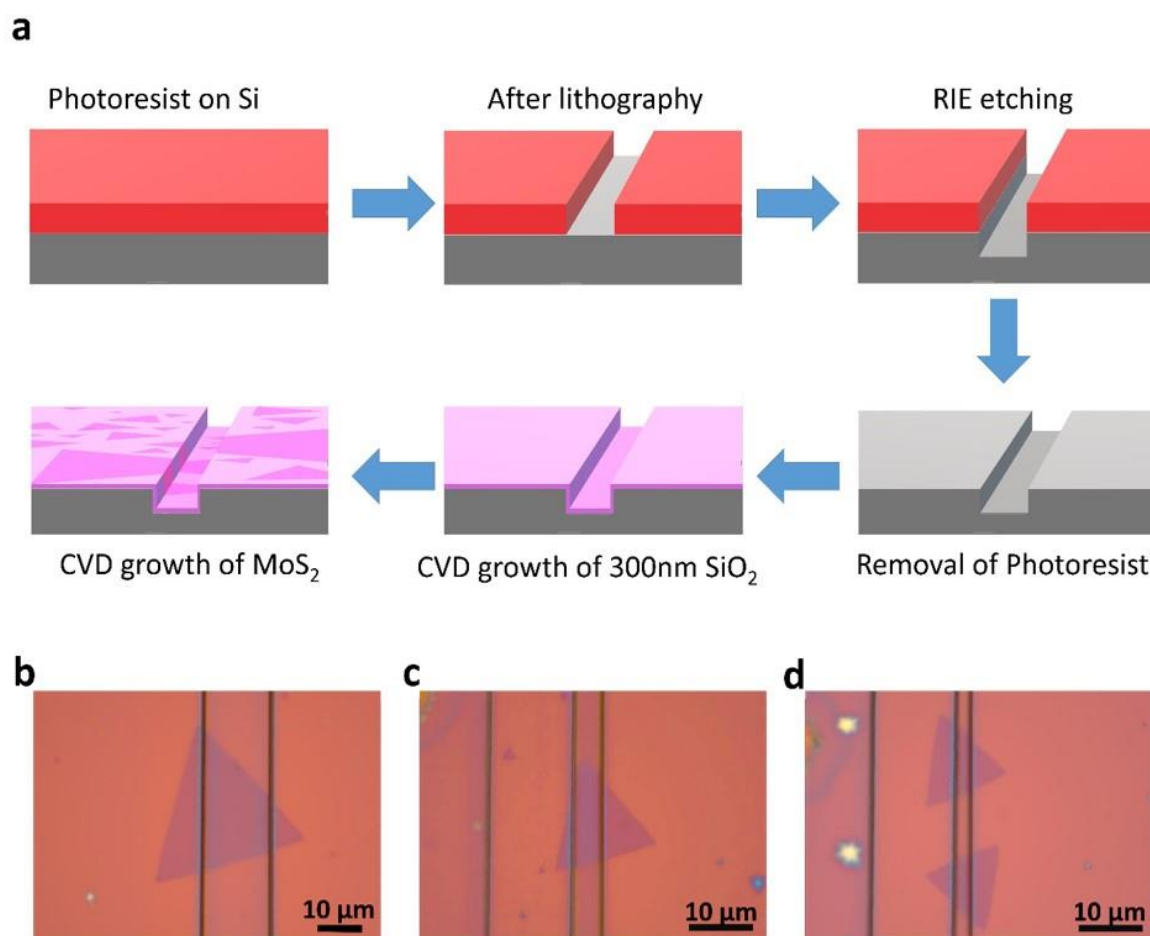 a
Photoresist on Si
After lithography
RIE etching
CVD growth of MoS₂
CVD growth of 300nm SiO₂
Removal of Photoresist
b
c
d
10 μm
10 μm
10 μm